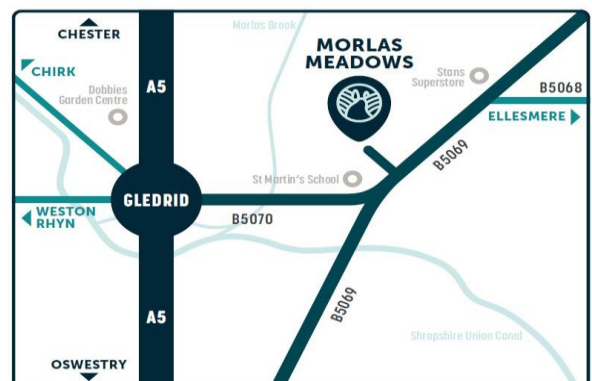 CHESTER
Morlas Brook
MORLAS
MEADOWS
CHIRK
Dobbies
Garden Centre
A5
Stans
Superstore
B5068
ELLESMERE
B5069
St Martin's School
GLEDRID
WESTON
RHYN
B5070
B5069
A5
Shropshire Union Canal
OSWESTRY